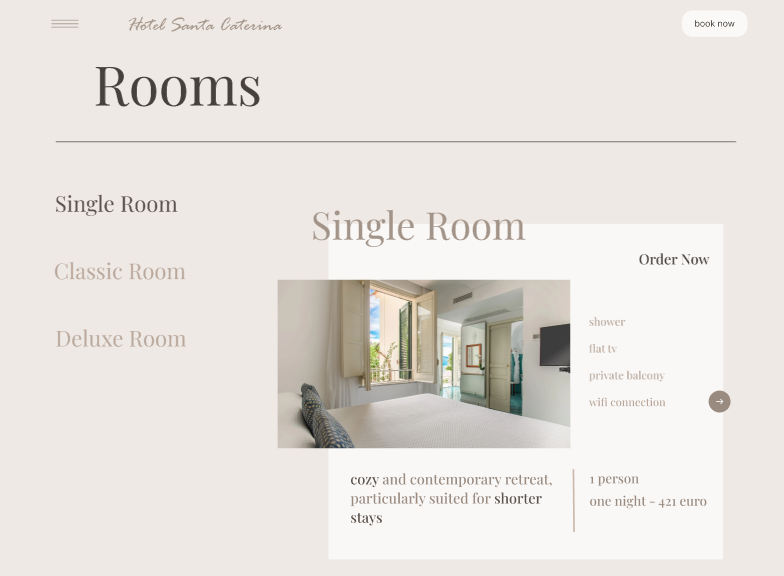 Hotel Santa Caterina
book now
Rooms
Single Room
Classic Room
Deluxe Room
Single Room
Order Now
shower
flat tv
private balcony
wifi connection
cozy and contemporary retreat,
particularly suited for shorter
stays
1 person
one night - 421 euro